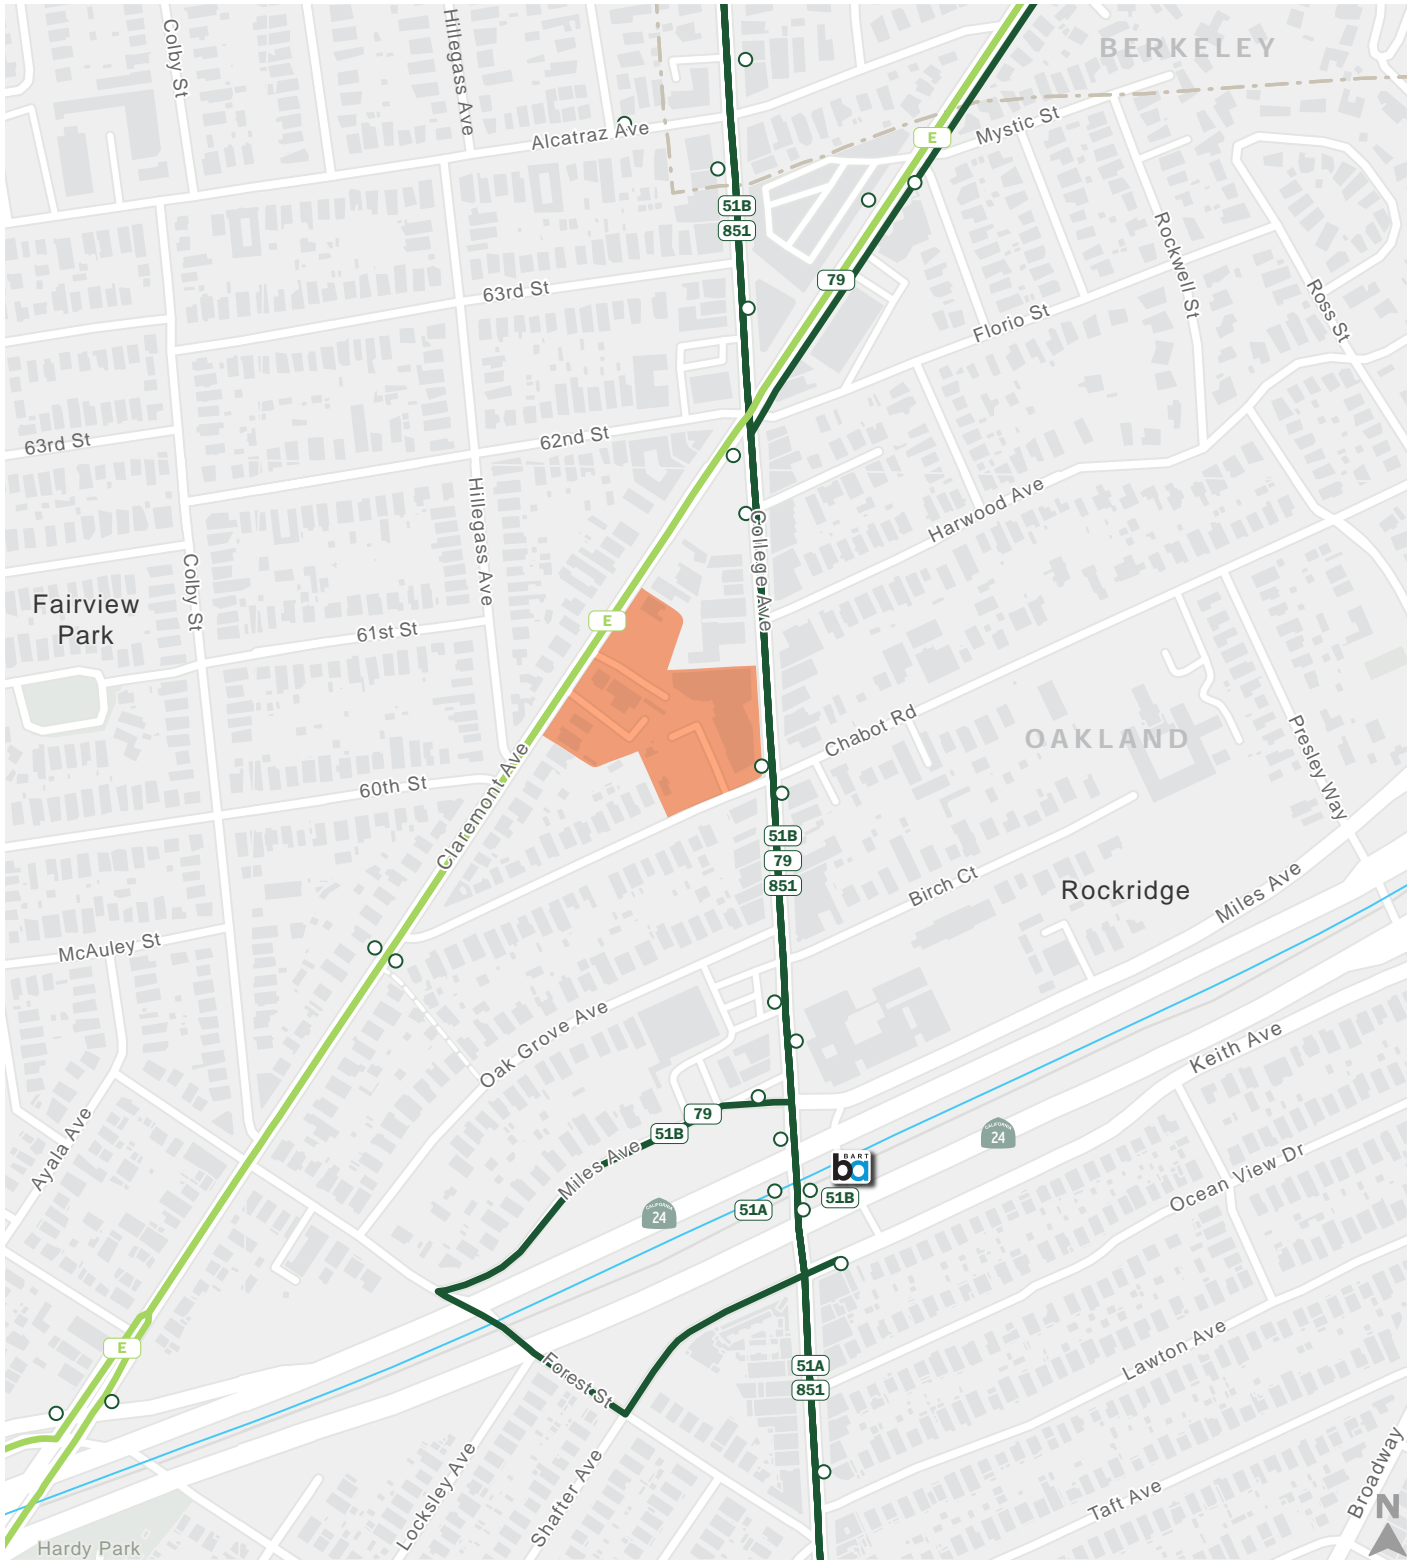 Colby St
Hillegass Ave
BERKELEY
Alcatraz Ave
E
Mystic St
51B
851
79
63rd St
Rockwell St
Ross St
Florio St
63rd St
62nd St
Hillegass Ave
Harwood Ave
College Ave
Colby St
Fairview
Park
E
61st St
Chabot Rd
OAKLAND
Presley Way
60th St
Claremont Ave
51B
79
851
Birch Ct
Rockridge
Miles Ave
McAuley St
Oak Grove Ave
Keith Ave
79
51B
Ayala Ave
Miles Ave
CALIFORNIA
24
BART
ba
51B
51A
CALIFORNIA
24
Ocean View Dr
E
Forest St
51A
851
Lawton Ave
Locksley Ave
Shafter Ave
Taft Ave
Broadway
N
Hardy Park